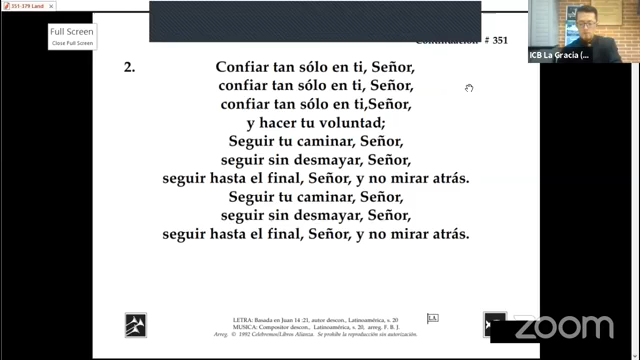 351-379 Land
Full Screen
Close Full Screen
Continuación # 351
ICB La Gracia (...
2.
Confiar tan sólo en ti, Señor,
confiar tan sólo en ti, Señor,
confiar tan sólo en ti,Señor,
y hacer tu voluntad;
Seguir tu caminar, Señor,
seguir sin desmayar, Señor,
seguir hasta el final, Señor, y no mirar atrás.
Seguir tu caminar, Señor,
seguir sin desmayar, Señor,
seguir hasta el final, Señor, y no mirar atrás.
LETRA: Basada en Juan 14 :21, autor descon., Latinoamérica, s. 20
MUSICA: Compositor descon., Latinoamérica, s. 20, arreg. F. B. J.
Arreg. © 1992 Celebremos/Libros Alianza. Se prohíbe la reproducción sin autorización.
zoom